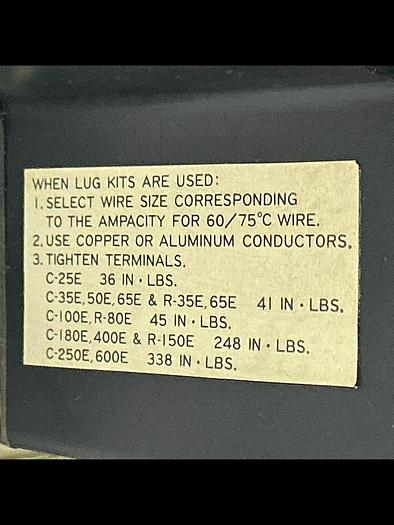 WHEN LUG KITS ARE USED:
1. SELECT WIRE SIZE CORRESPONDING
TO THE AMPACITY FOR 60/75°C WIRE.
2. USE COPPER OR ALUMINUM CONDUCTORS.
3. TIGHTEN TERMINALS.
C-25E 36 IN·LBS.
C-35E,50E,65E & R-35E,65E 41 IN·LBS.
C-100E,R-80E 45 IN·LBS.
C-180E,400E & R-150E 248 IN·LBS.
C-250E,600E 338 IN·LBS.